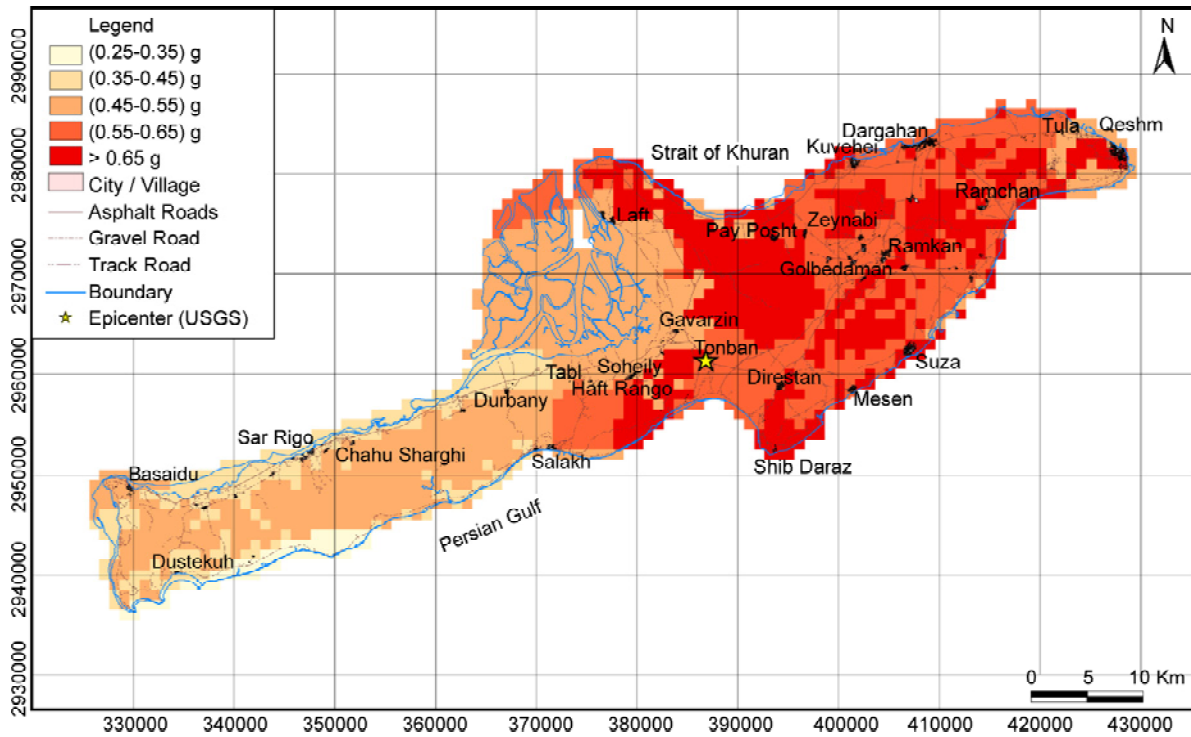 Legend
(0.25-0.35) g
(0.35-0.45) g
(0.45-0.55) g
(0.55-0.65) g
> 0.65 g
City / Village
Asphalt Roads
Gravel Road
Track Road
Boundary
Epicenter (USGS)
N
Tula
Qeshm
Dargahan
Kuvehei
Strait of Khuran
Ramchan
Laft
Pay Posht
Zeynabi
Ramkan
Golbedaman
Gavarzin
Tonban
Suza
Tabl
Soheily
Haft Rango
Direstan
Mesen
Durbany
Sar Rigo
Chahu Sharghi
Salakh
Shib Daraz
Basaidu
Persian Gulf
Dustekuh
0 5 10 Km
2990000
2980000
2970000
2960000
2950000
2940000
2930000
330000 340000 350000 360000 370000 380000 390000 400000 410000 420000 430000